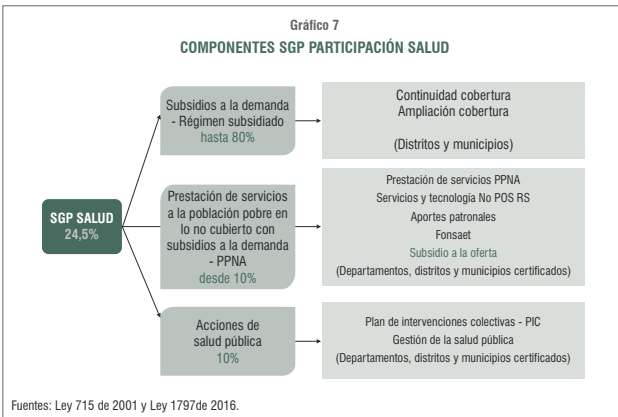 Gráfico 7
COMPONENTES SGP PARTICIPACIÓN SALUD
SGP SALUD
24,5%
Subsidios a la demanda
- Régimen subsidiado
hasta 80%
Continuidad cobertura
Ampliación cobertura
(Distritos y municipios)
Prestación de servicios
a la población pobre en
lo no cubierto con
subsidios a la demanda
- PPNA
desde 10%
Prestación de servicios PPNA
Servicios y tecnología No POS RS
Aportes patronales
Fonsaet
Subsidio a la oferta
(Departamentos, distritos y municipios certificados)
Acciones de
salud pública
10%
Plan de intervenciones colectivas - PIC
Gestión de la salud pública
(Departamentos, distritos y municipios certificados)
Fuentes: Ley 715 de 2001 y Ley 1797de 2016.